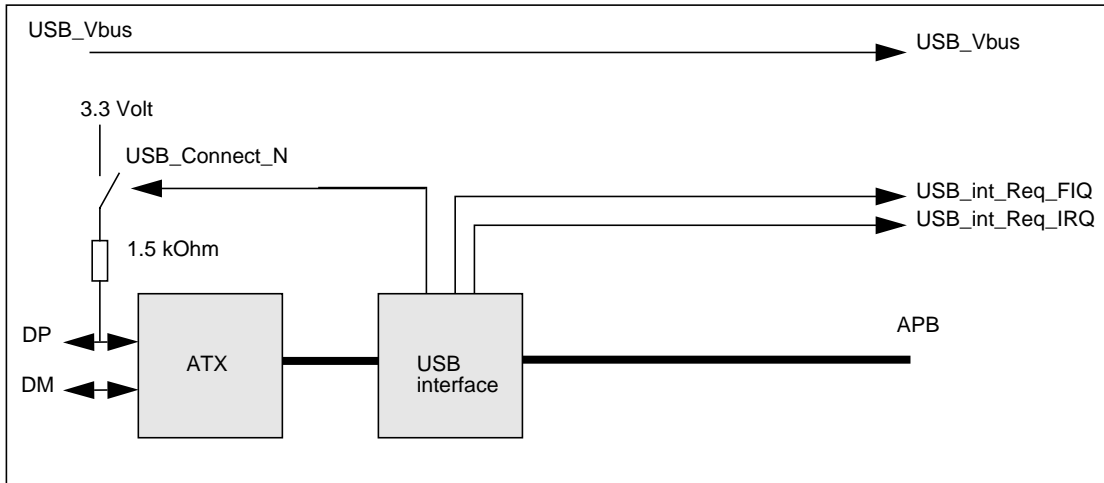 USB_Vbus
USB_Vbus
3.3 Volt
USB_Connect_N
USB_int_Req_FIQ
USB_int_Req_IRQ
1.5 kOhm
DP
ATX
USB
interface
APB
DM